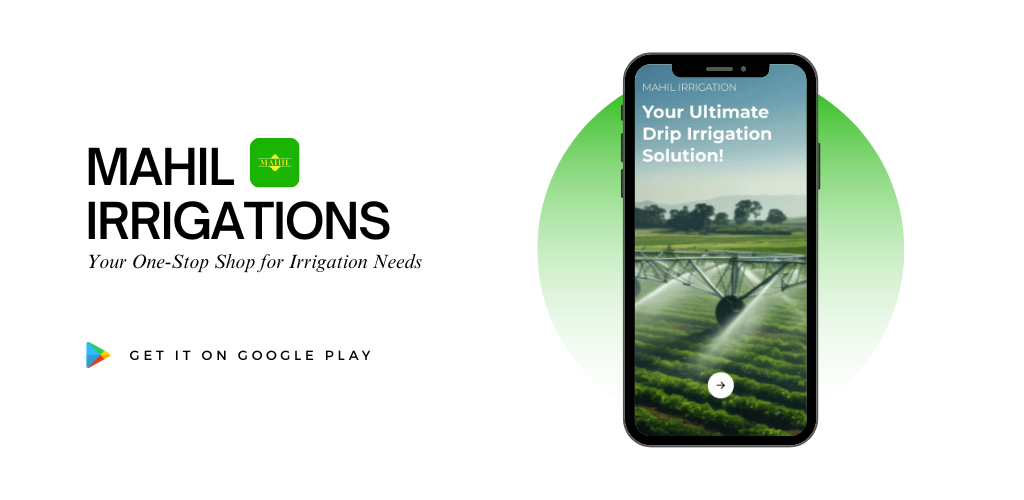 MAHIL
MAHIL
IRRIGATIONS
Your One-Stop Shop for Irrigation Needs
GET IT ON GOOGLE PLAY
MAHIL IRRIGATION
Your Ultimate
Drip Irrigation
Solution!